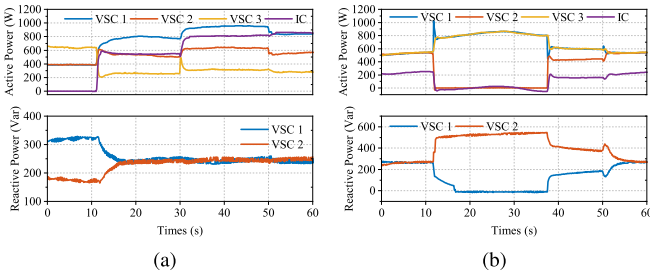 VSC 1 VSC 2 VSC 3 IC
Active Power (W)
1200
1000
800
600
400
200
0
VSC 1
VSC 2
Reactive Power (Var)
400
300
200
100
0 10 20 30 40 50 60
Times (s)
(a)
VSC 1 VSC 2 VSC 3 IC
Active Power (W)
1200
1000
800
600
400
200
0
VSC 1 VSC 2
Reactive Power (Var)
600
400
200
0
0 10 20 30 40 50 60
Times (s)
(b)